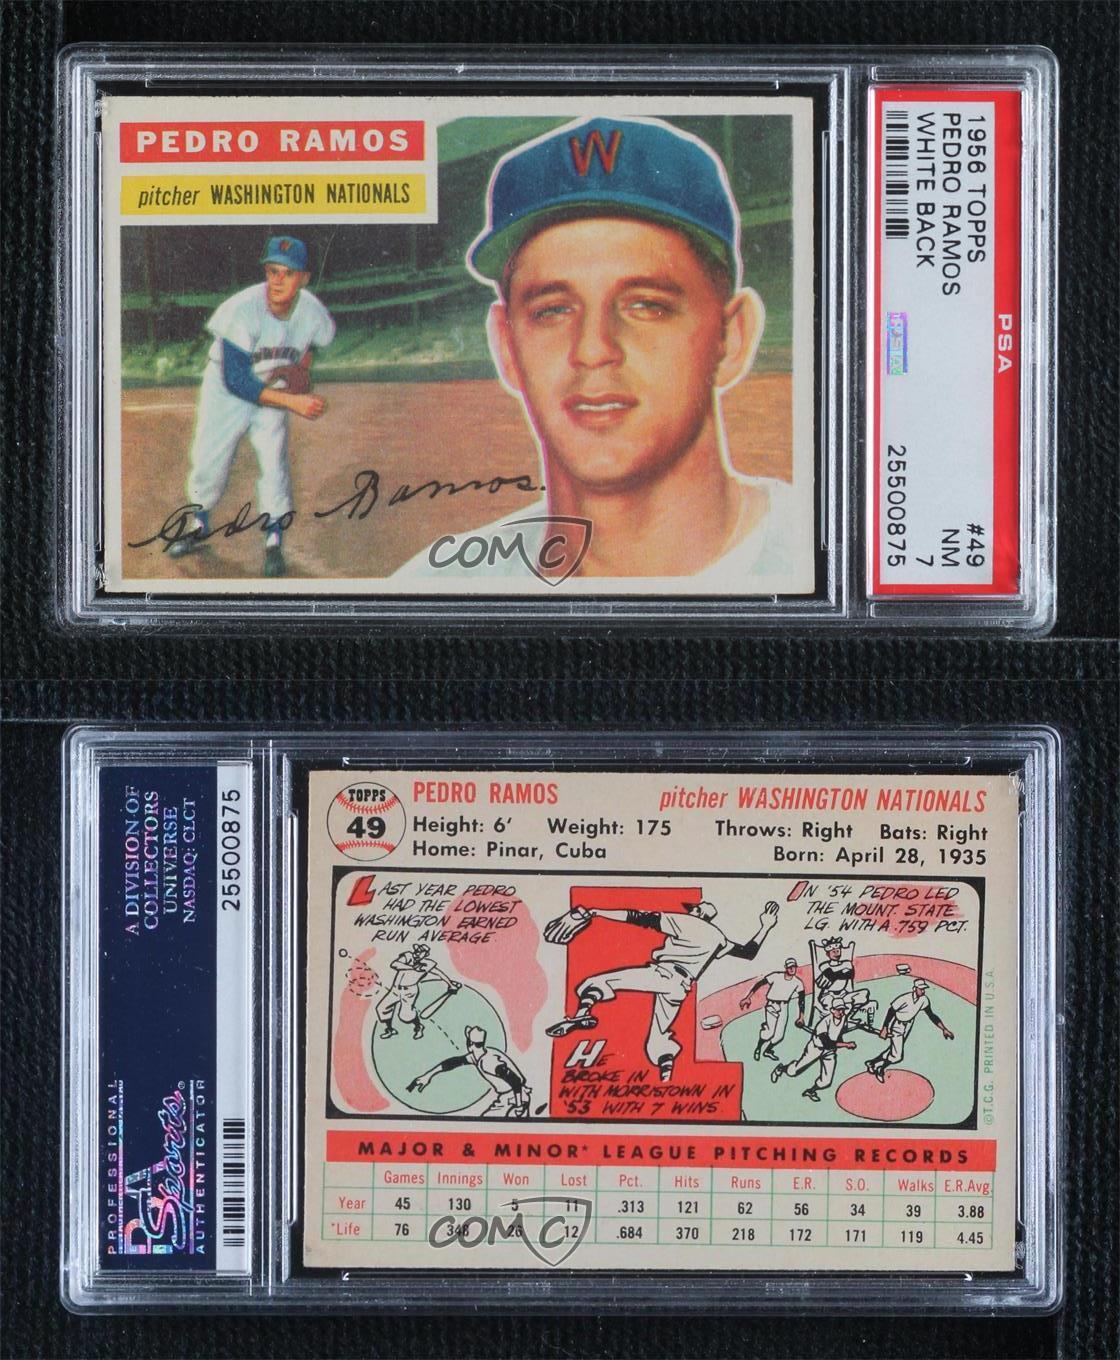 PEDRO RAMOS
pitcher WASHINGTON NATIONALS
W
W
Pedro Ramos.
COMC
1956 TOPPS
PEDRO RAMOS
WHITE BACK
#49
NM
7
25500875
PSA
A DIVISION OF
COLLECTORS
UNIVERSE
NASDAQ: CLCT
25500875
PROFESSIONAL
PSA
Sports
AUTHENTICATOR
TOPPS
49
PEDRO RAMOS
pitcher WASHINGTON NATIONALS
Height: 6' Weight: 175 Throws: Right Bats: Right
Home: Pinar, Cuba Born: April 28, 1935
LAST YEAR PEDRO
HAD THE LOWEST
WASHINGTON EARNED
RUN AVERAGE.
HE
BROKE IN
WITH MORRISTOWN IN
'53 WITH 7 WINS.
IN '54 PEDRO LED
THE MOUNT. STATE
LG. WITH A .759 PCT.
©T.C.G. PRINTED IN U.S.A.
MAJOR & MINOR* LEAGUE PITCHING RECORDS
Games Innings Won Lost Pct. Hits Runs E.R. S.O. Walks E.R.Avg.
Year 45 130 5 11 .313 121 62 56 34 39 3.88
*Life 76 348 26 12 .684 370 218 172 171 119 4.45
COMC